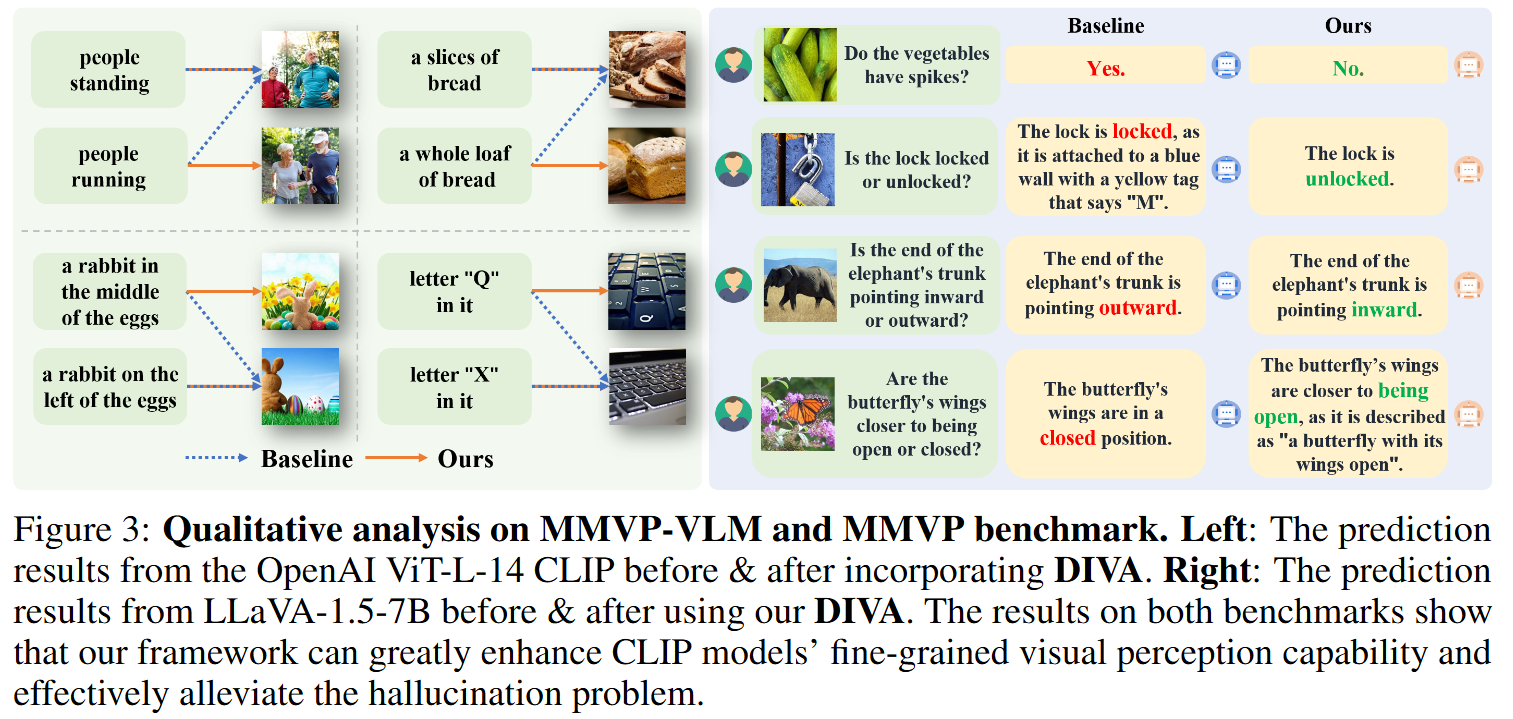 people
standing
people
running
a slices of
bread
a whole loaf
of bread
a rabbit in
the middle
of the eggs
a rabbit on the
left of the eggs
letter "Q"
in it
letter "X"
in it
Baseline
Ours
Baseline
Ours
Do the vegetables
have spikes?
Yes.
No.
Is the lock locked
or unlocked?
The lock is locked, as
it is attached to a blue
wall with a yellow tag
that says "M".
The lock is
unlocked.
Is the end of the
elephant's trunk
pointing inward
or outward?
The end of the
elephant's trunk is
pointing outward.
The end of the
elephant's trunk is
pointing inward.
Are the
butterfly's wings
closer to being
open or closed?
The butterfly's
wings are in a
closed position.
The butterfly's wings
are closer to being
open, as it is described
as "a butterfly with its
wings open".
Figure 3: Qualitative analysis on MMVP-VLM and MMVP benchmark. Left: The prediction
results from the OpenAI ViT-L-14 CLIP before & after incorporating DIVA. Right: The prediction
results from LLaVA-1.5-7B before & after using our DIVA. The results on both benchmarks show
that our framework can greatly enhance CLIP models' fine-grained visual perception capability and
effectively alleviate the hallucination problem.